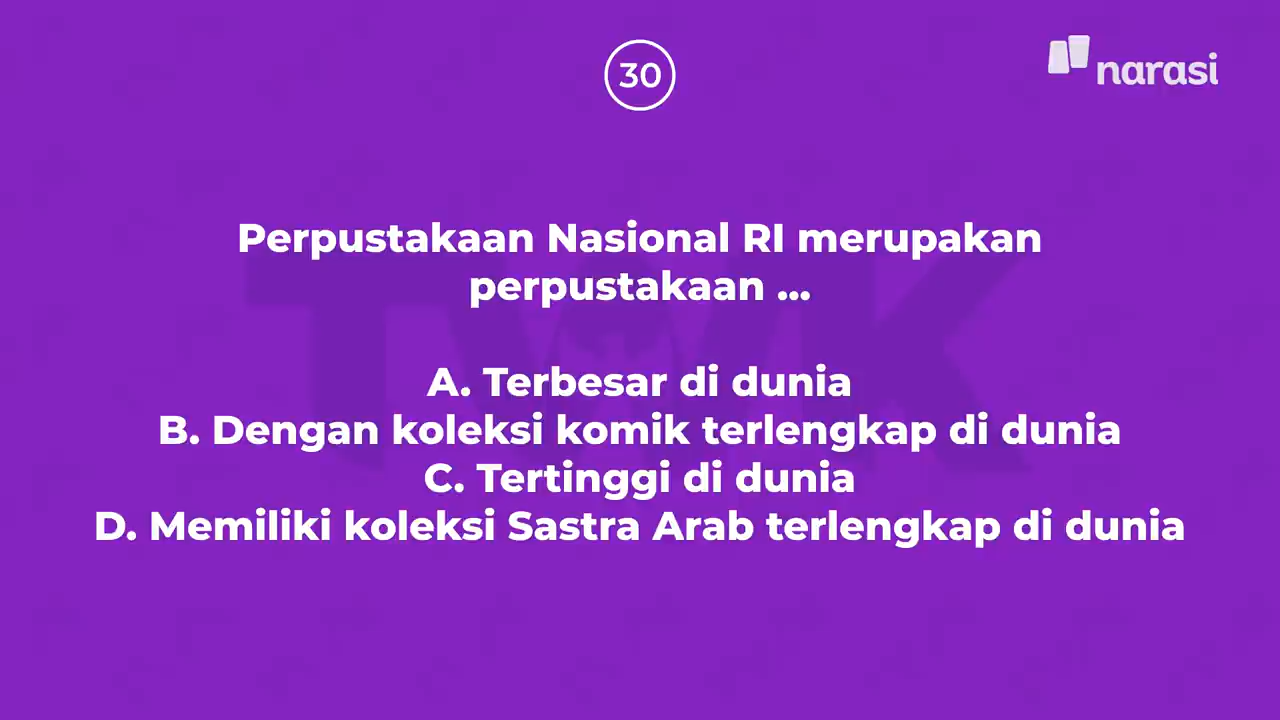 30
narasi
Perpustakaan Nasional RI merupakan
perpustakaan ...
A. Terbesar di dunia
B. Dengan koleksi komik terlengkap di dunia
C. Tertinggi di dunia
D. Memiliki koleksi Sastra Arab terlengkap di dunia
TWK